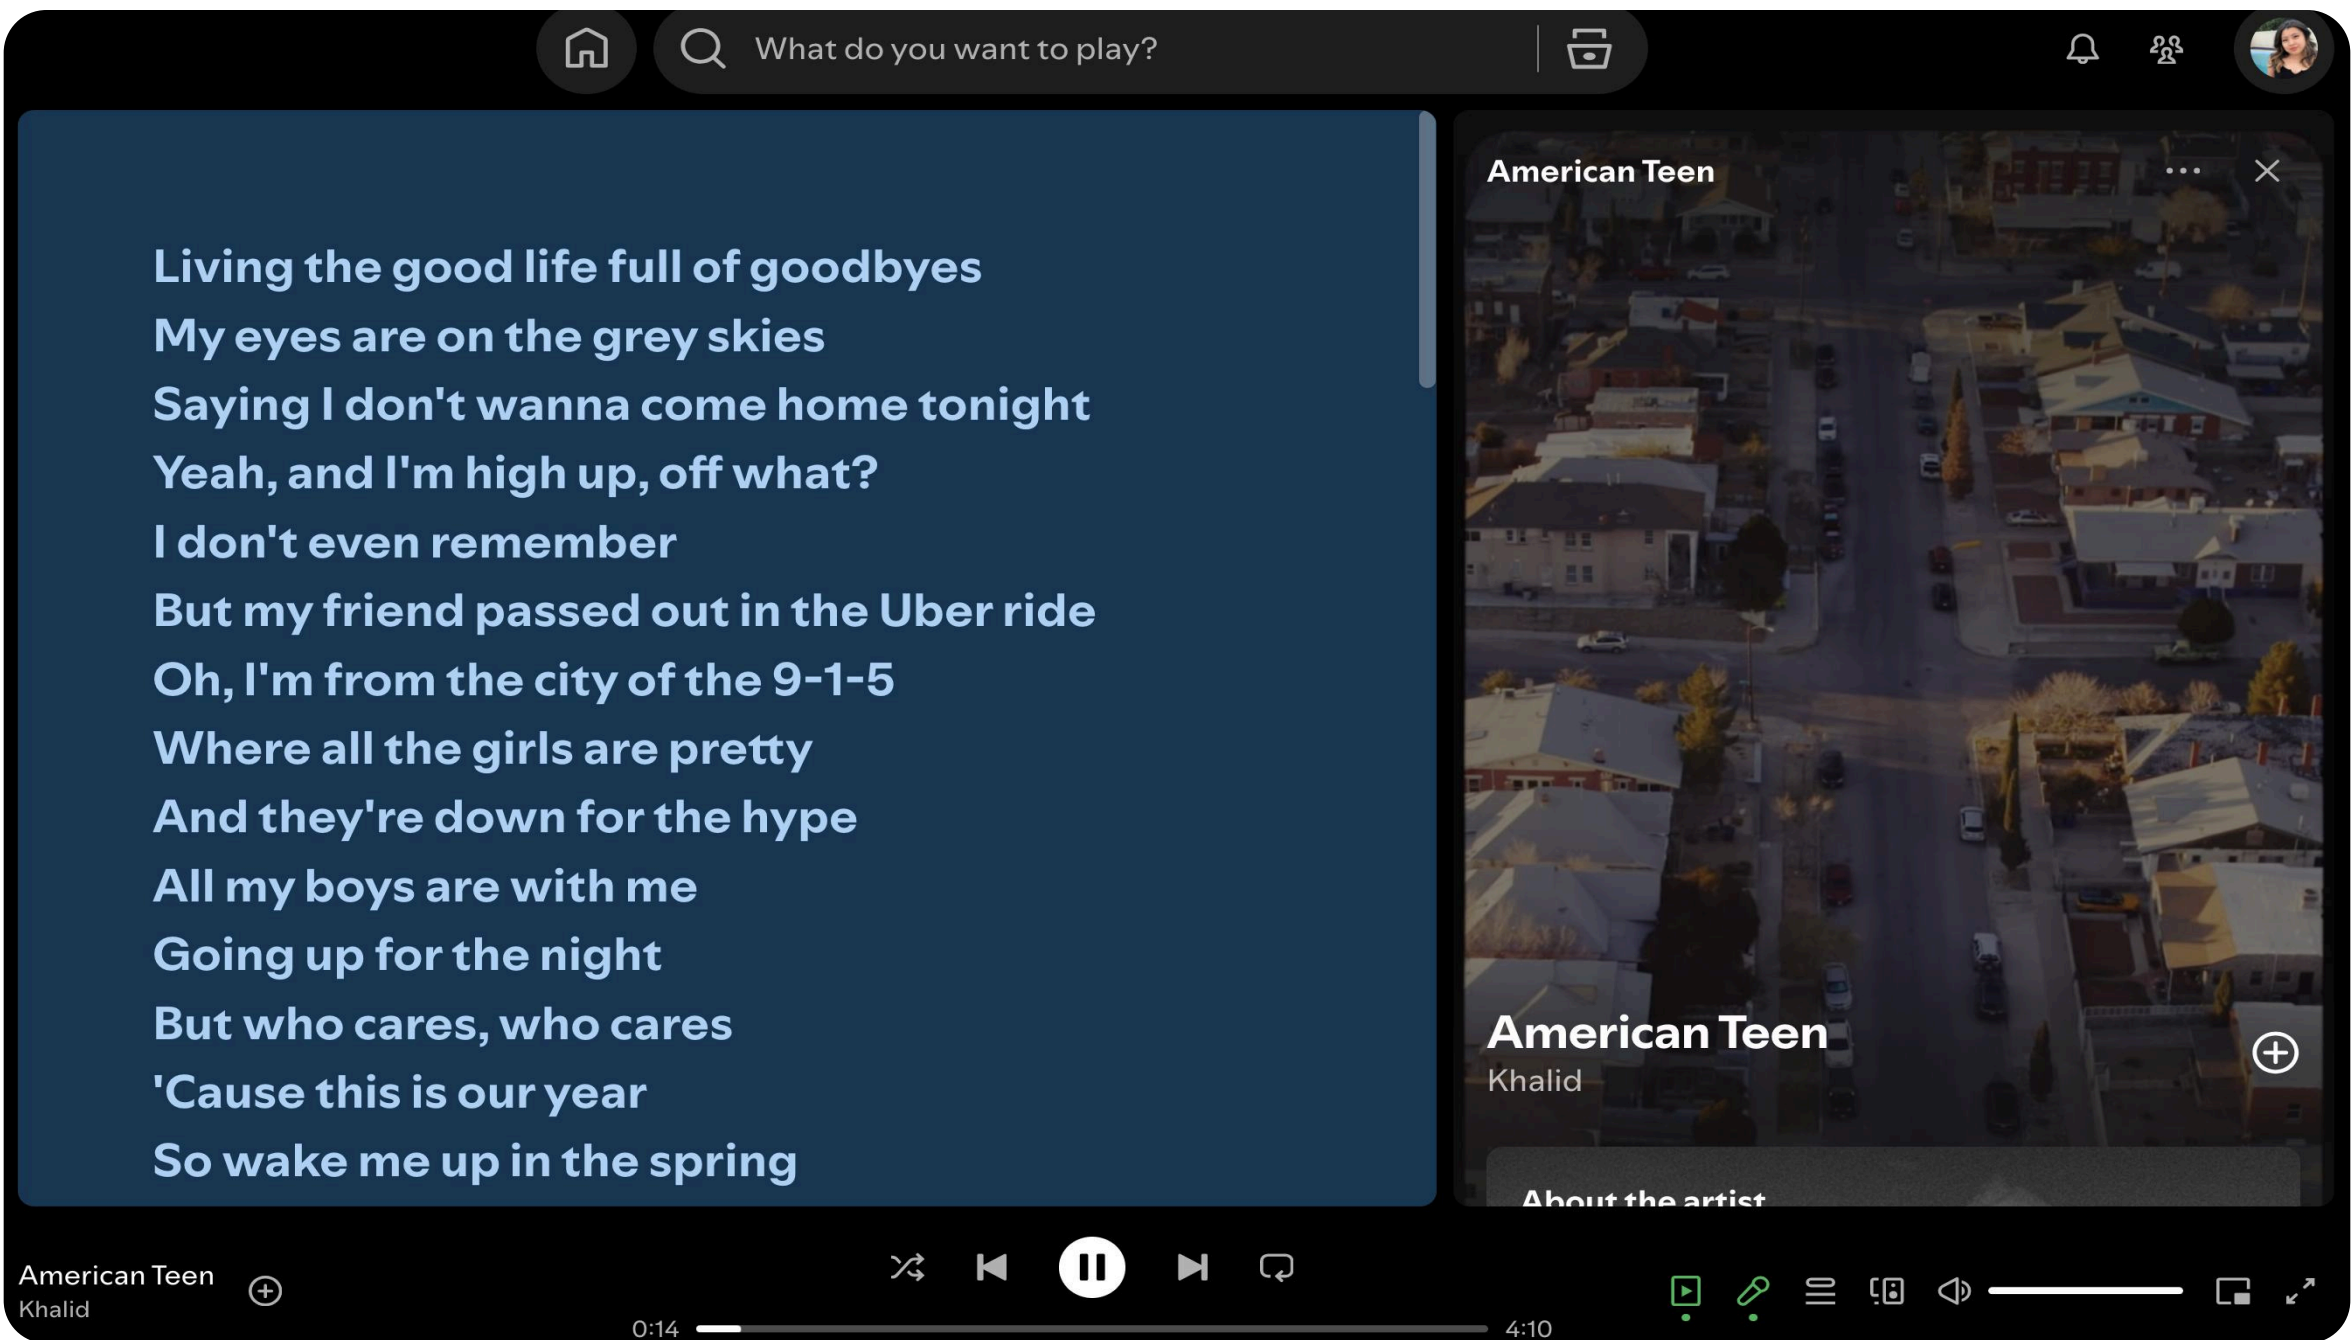 What do you want to play?
Living the good life full of goodbyes
My eyes are on the grey skies
Saying I don't wanna come home tonight
Yeah, and I'm high up, off what?
I don't even remember
But my friend passed out in the Uber ride
Oh, I'm from the city of the 9-1-5
Where all the girls are pretty
And they're down for the hype
All my boys are with me
Going up for the night
But who cares, who cares
'Cause this is our year
So wake me up in the spring
American Teen
American Teen
Khalid
About the artist
American Teen
Khalid
0:14
4:10